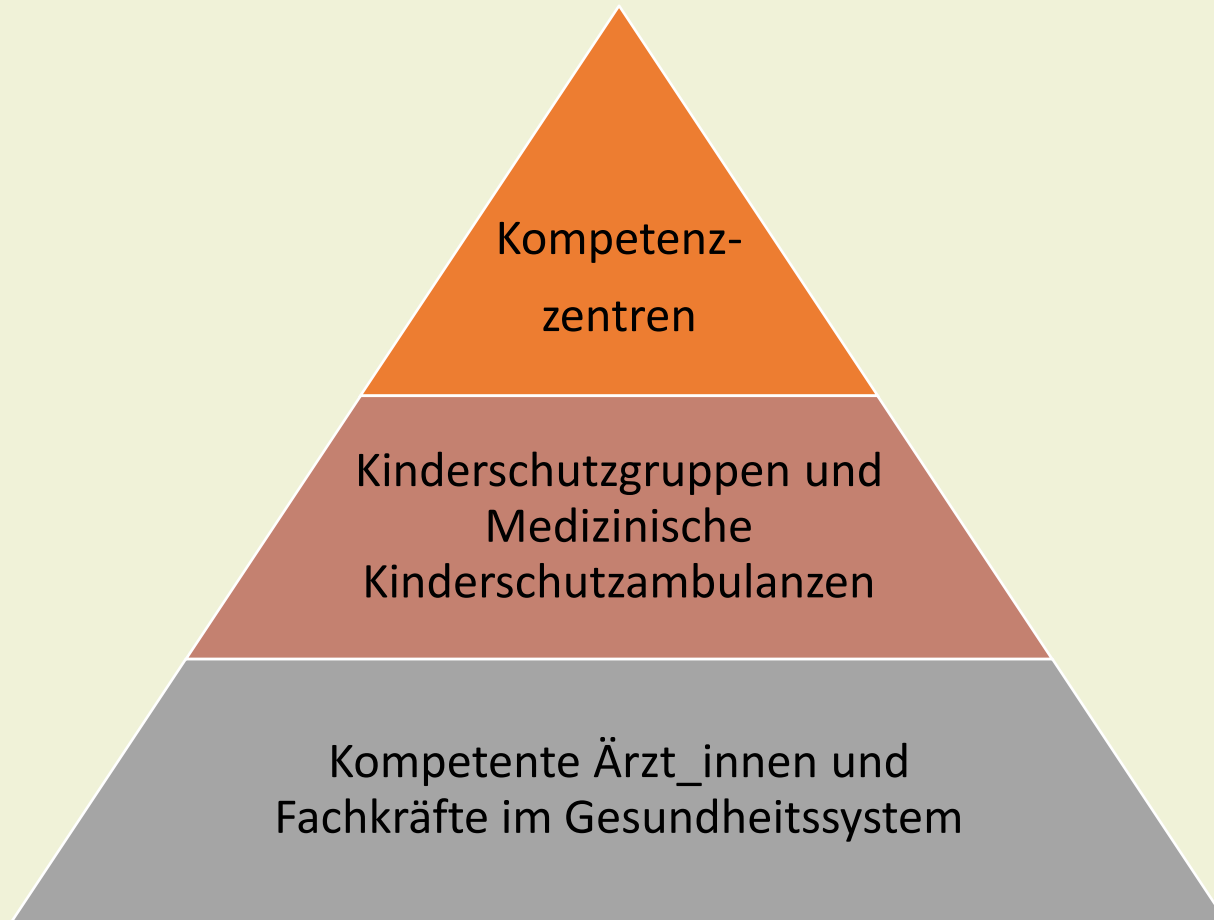 Kompetenz-
zentren
Kinderschutzgruppen und
Medizinische
Kinderschutzambulanzen
Kompetente Ärzt_innen und
Fachkräfte im Gesundheitssystem